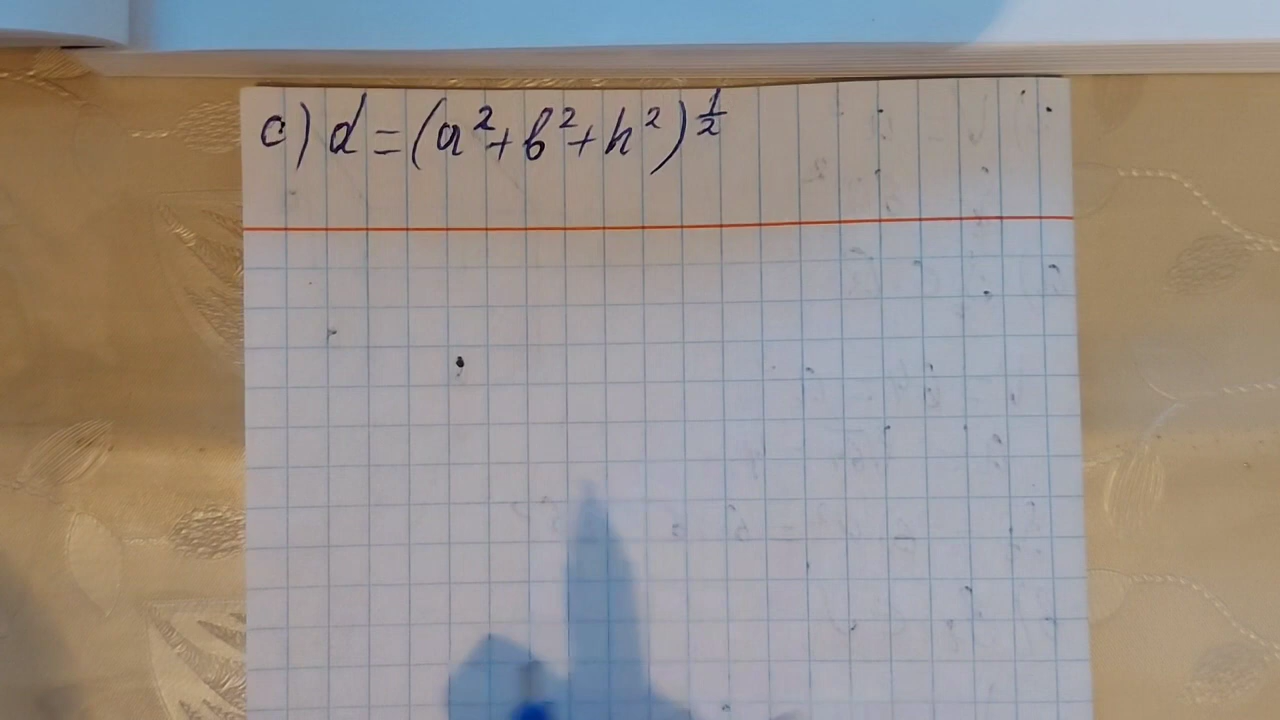 c) d = (a² + b² + h²)^½